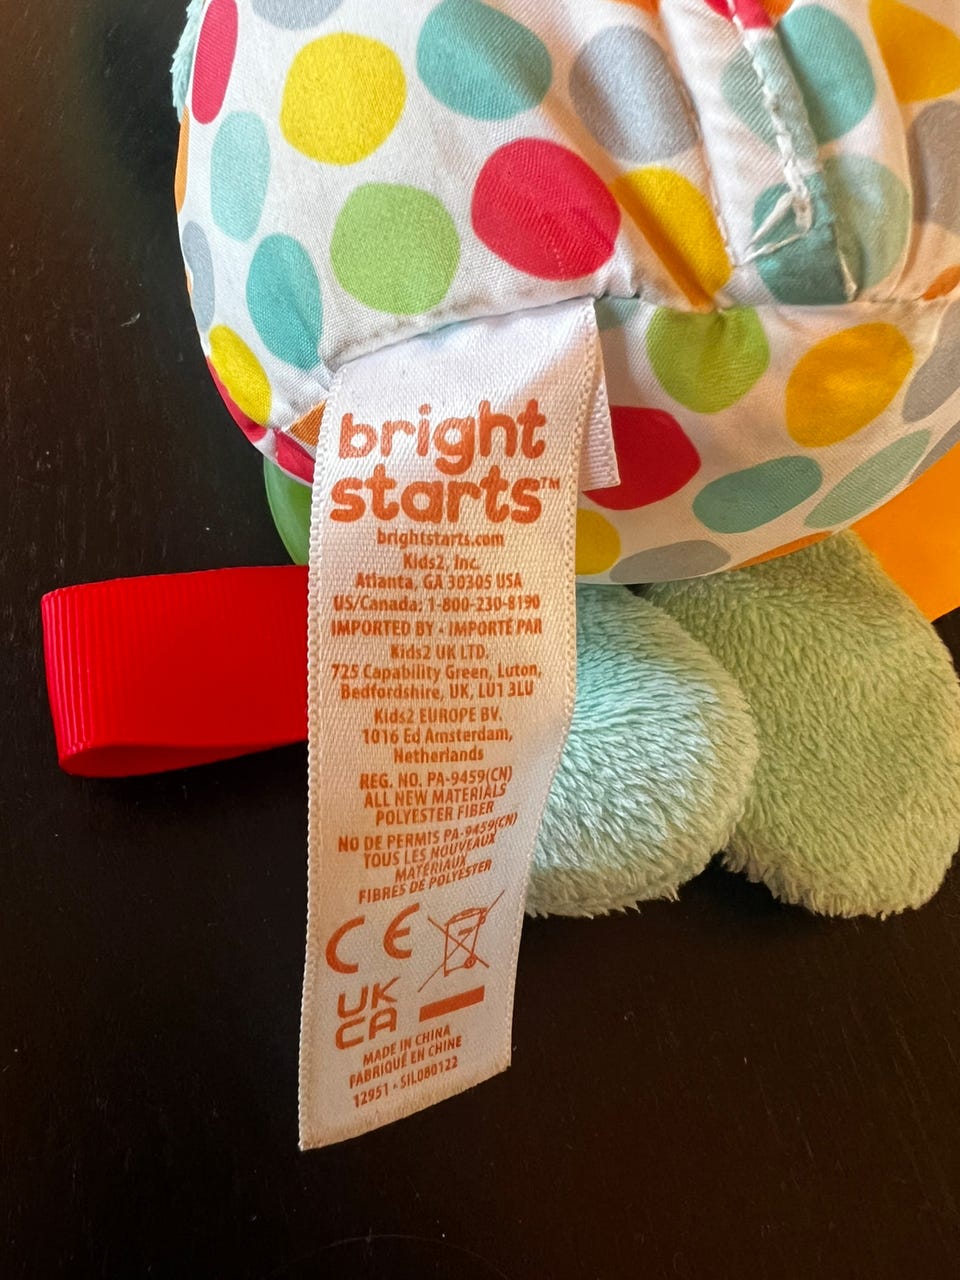 bright
starts™
brightstarts.com
Kids2, Inc.
Atlanta, GA 30305 USA
US/Canada: 1-800-230-8190
IMPORTED BY • IMPORTÉ PAR
Kids2 UK LTD.
725 Capability Green, Luton,
Bedfordshire, UK, LU1 3LU
Kids2 EUROPE BV.
1016 Ed Amsterdam,
Netherlands
REG. NO. PA-9459(CN)
ALL NEW MATERIALS
POLYESTER FIBER
NO DE PERMIS PA-9459(CN)
TOUS LES NOUVEAUX
MATÉRIAUX
FIBRES DE POLYESTER
CE
UK
CA
MADE IN CHINA
FABRIQUÉ EN CHINE
12951 • SIL080122